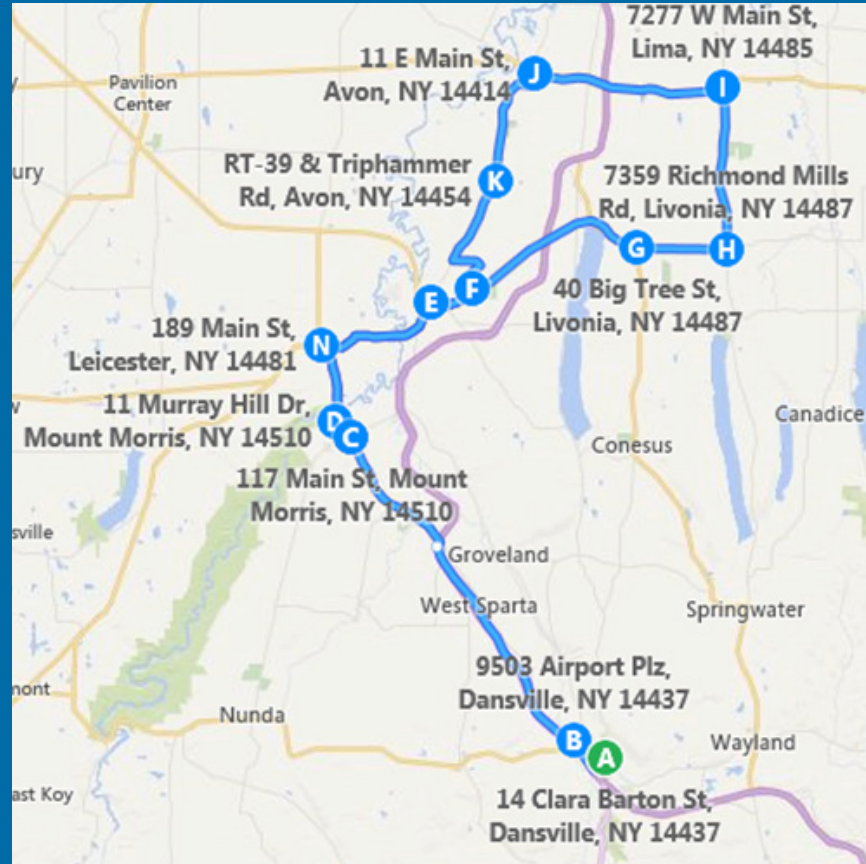 7277 W Main St,
Lima, NY 14485
11 E Main St,
Avon, NY 14414
J
I
Pavilion
Center
RT-39 & Triphammer
Rd, Avon, NY 14454
K
7359 Richmond Mills
Rd, Livonia, NY 14487
ury
G
H
E
F
40 Big Tree St,
Livonia, NY 14487
189 Main St,
Leicester, NY 14481
N
11 Murray Hill Dr,
Mount Morris, NY 14510
D
C
Canadice
Conesus
117 Main St, Mount
Morris, NY 14510
sville
Groveland
West Sparta
Springwater
9503 Airport Plz,
Dansville, NY 14437
mont
Nunda
B
A
Wayland
ast Koy
14 Clara Barton St,
Dansville, NY 14437